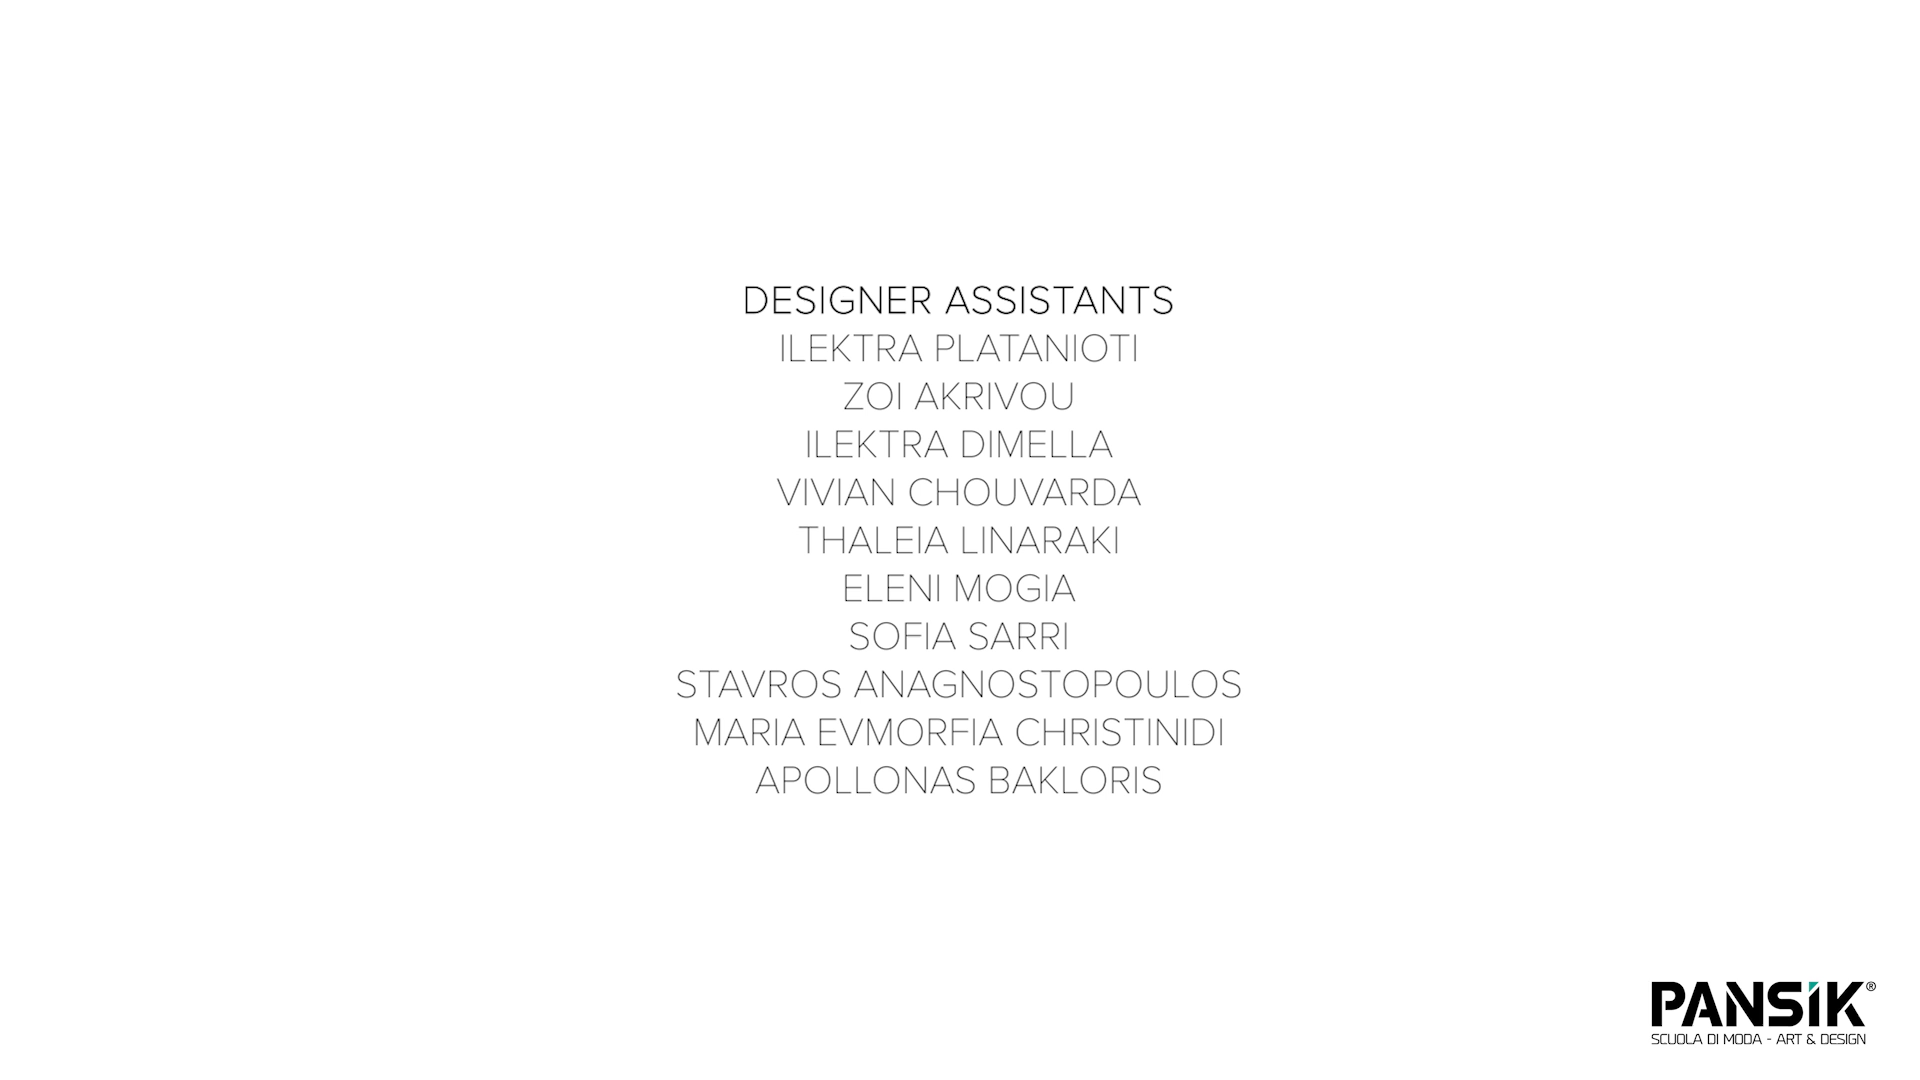 DESIGNER ASSISTANTS
ILEKTRA PLATANIOTI
ZOI AKRIVOU
ILEKTRA DIMELLA
VIVIAN CHOUVARDA
THALEIA LINARAKI
ELENI MOGIA
SOFIA SARRI
STAVROS ANAGNOSTOPOULOS
MARIA EVMORFIA CHRISTINIDI
APOLLONAS BAKLORIS
PANSiK®
SCUOLA DI MODA - ART & DESIGN